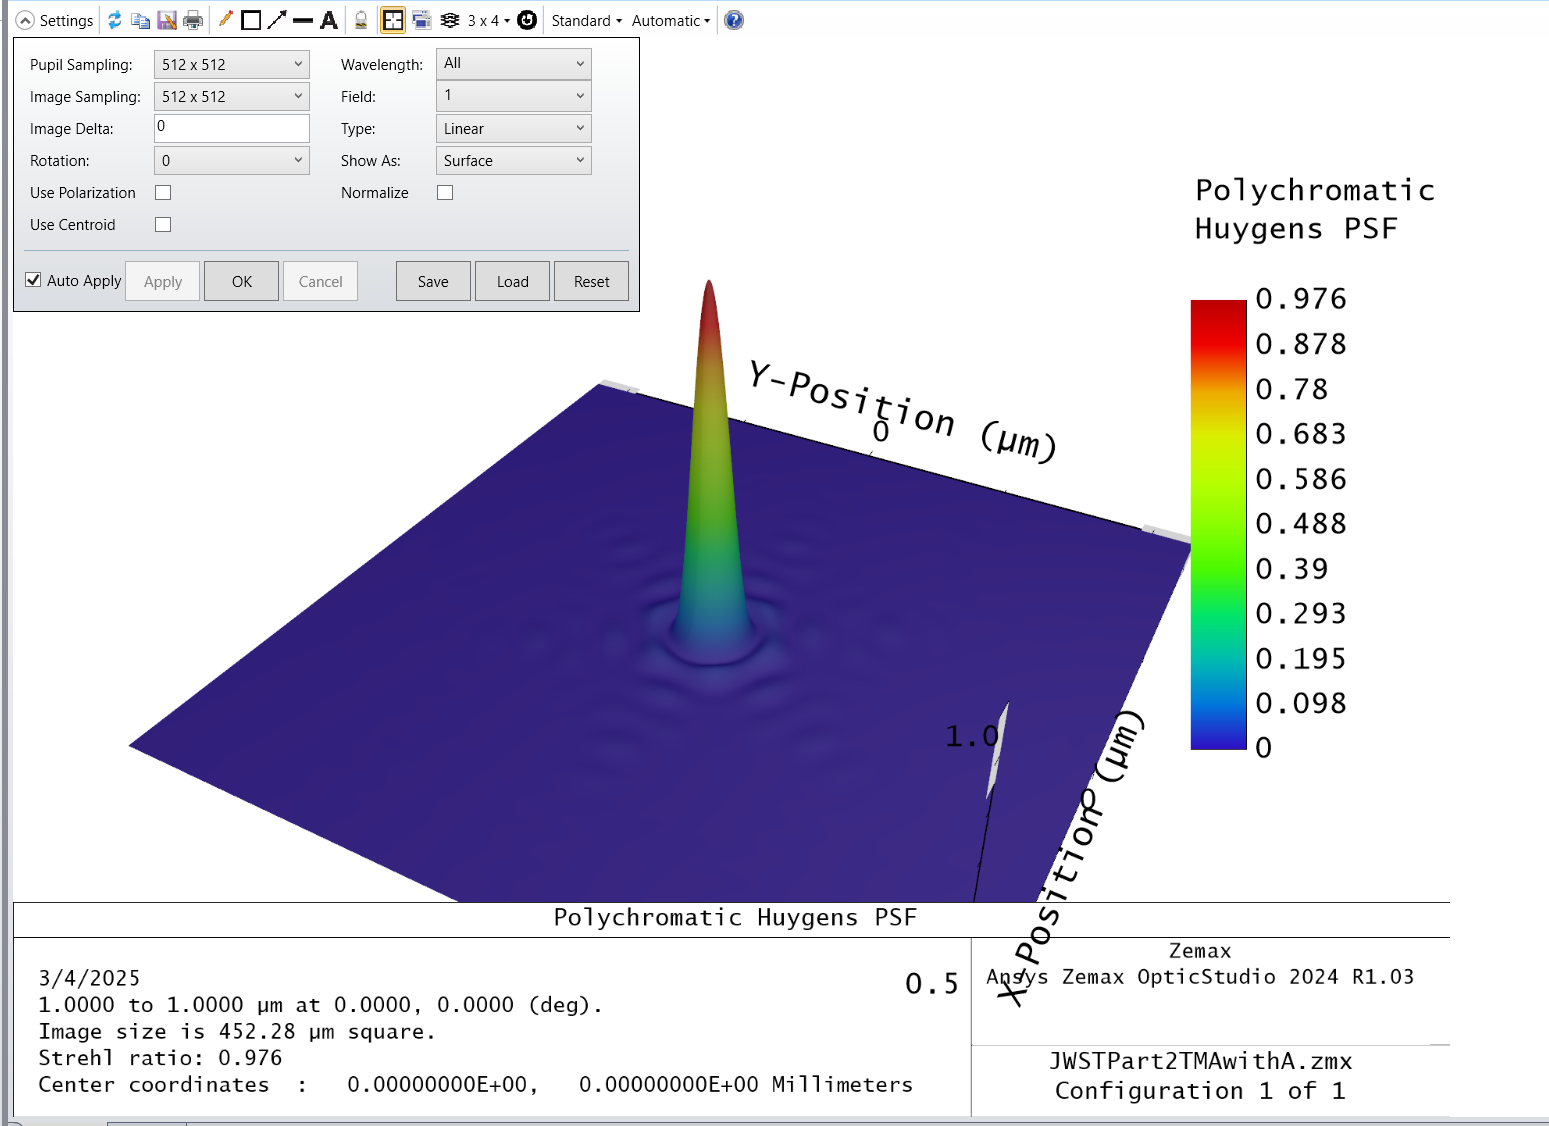 Settings
A
3 x 4
Standard
Automatic
Pupil Sampling: 512 x 512
Wavelength: All
Image Sampling: 512 x 512
Field: 1
Image Delta: 0
Type: Linear
Rotation: 0
Show As: Surface
Use Polarization
Normalize
Use Centroid
Auto Apply
Apply
OK
Cancel
Save
Load
Reset
Polychromatic
Huygens PSF
0.976
0.878
0.78
0.683
0.586
0.488
0.39
0.293
0.195
0.098
0
Y-Position (µm)
0
1.0
0
X-Position (µm)
0.5
Polychromatic Huygens PSF
3/4/2025
1.0000 to 1.0000 µm at 0.0000, 0.0000 (deg).
Image size is 452.28 µm square.
Strehl ratio: 0.976
Center coordinates  :   0.00000000E+00,   0.00000000E+00 Millimeters
Zemax
Ansys Zemax OpticStudio 2024 R1.03
JWSTPart2TMAwithA.zmx
Configuration 1 of 1